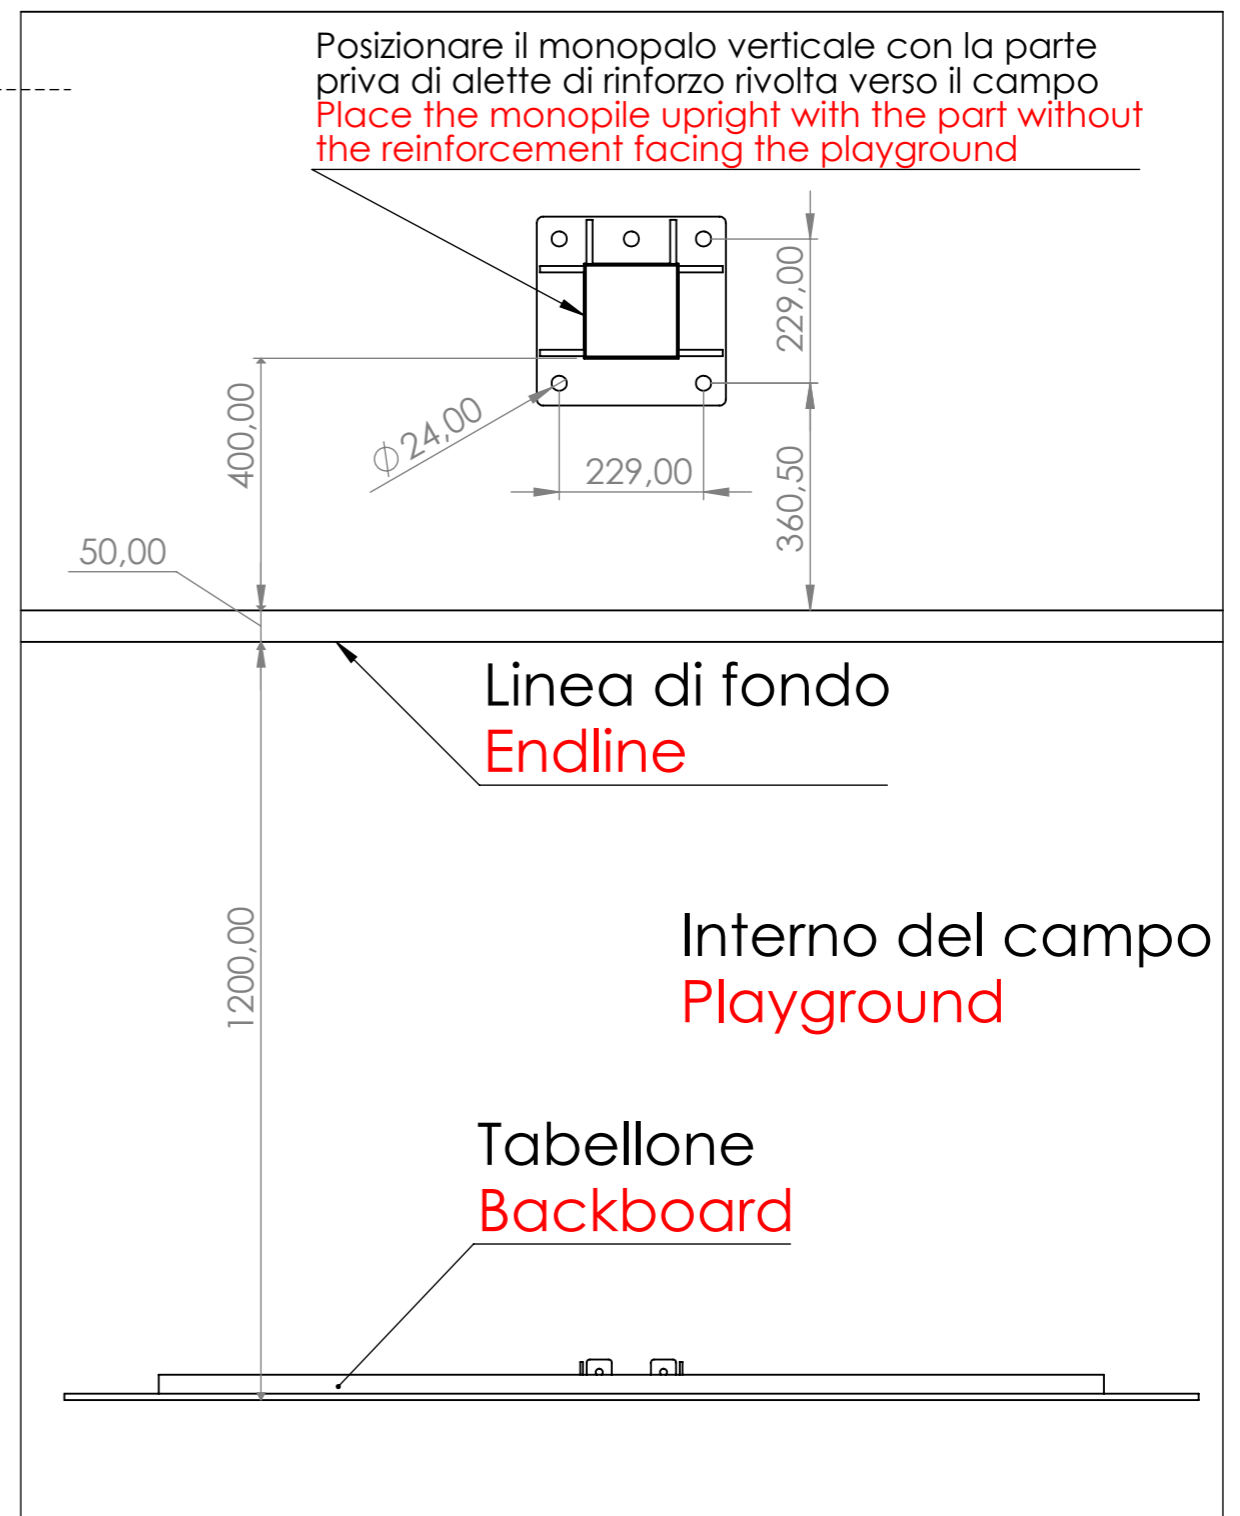 Posizionare il monopalo verticale con la parte
priva di alette di rinforzo rivolta verso il campo
Place the monopile upright with the part without
the reinforcement facing the playground
229,00
400,00
ϕ24,00
229,00
360,50
50,00
Linea di fondo
Endline
1200,00
Interno del campo
Playground
Tabellone
Backboard